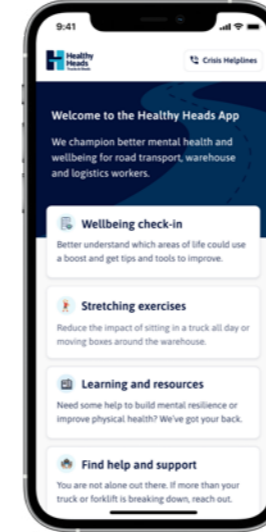 9:41
Healthy
Heads
Trucks & Sheds
Crisis Helplines
Welcome to the Healthy Heads App
We champion better mental health and
wellbeing for road transport, warehouse
and logistics workers.
Wellbeing check-in
Better understand which areas of life could use
a boost and get tips and tools to improve.
Stretching exercises
Reduce the impact of sitting in a truck all day or
moving boxes around the warehouse.
Learning and resources
Need some help to build mental resilience or
improve physical health? We've got your back.
Find help and support
You are not alone out there. If more than your
truck or forklift is breaking down, reach out.